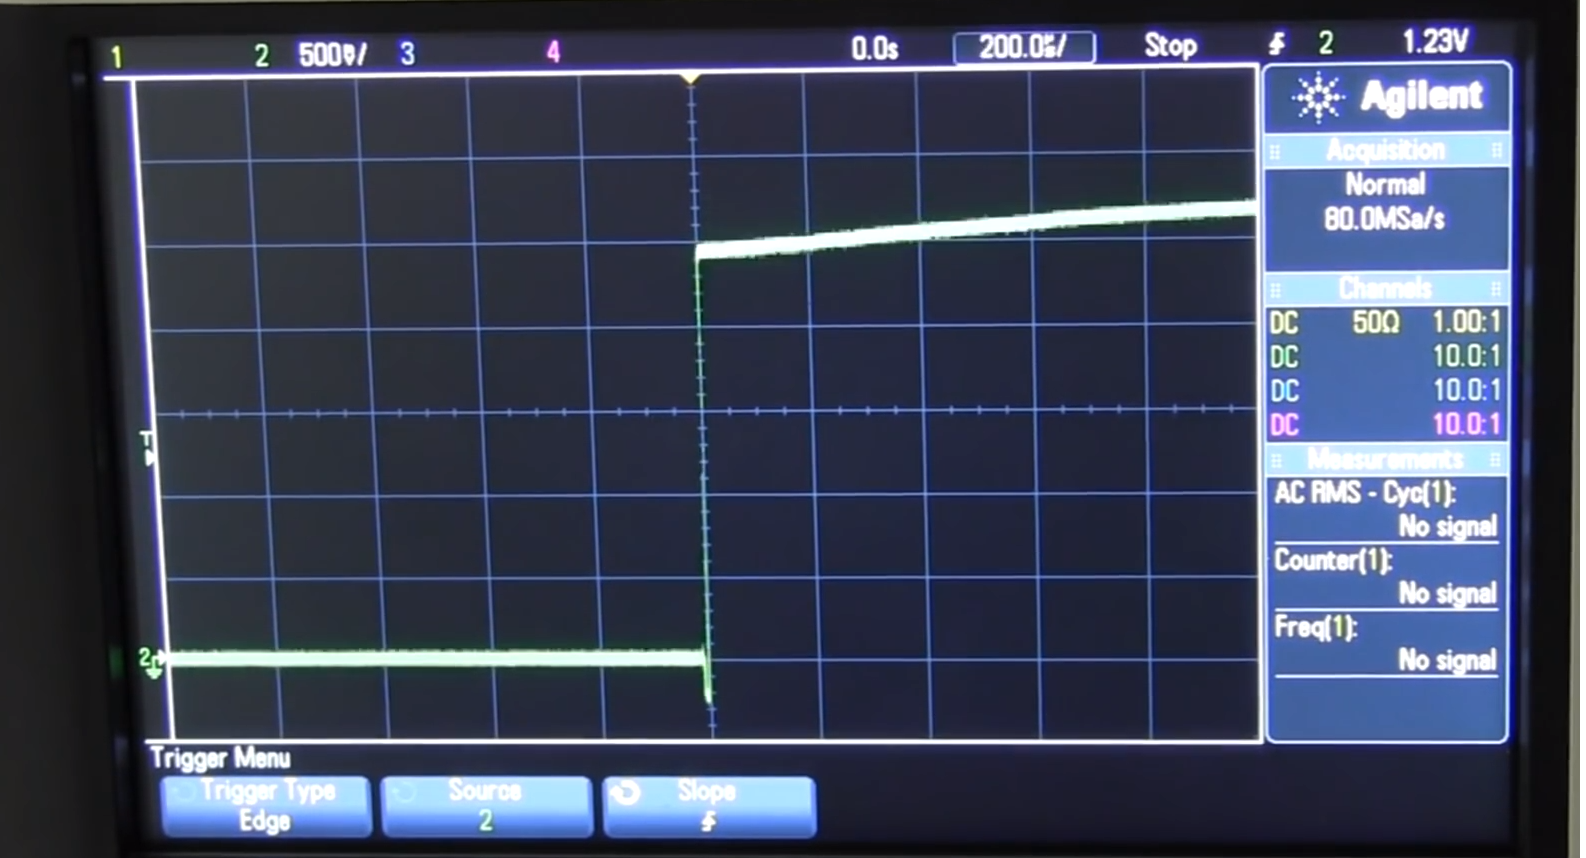 1 2 500V/ 3 4 0.0s 200.0µs/ Stop 2 1.23V
Agilent
Acquisition
Normal
80.0MSa/s
Channels
DC 50Ω 1.00:1
DC 10.0:1
DC 10.0:1
DC 10.0:1
Measurements
AC RMS - Cyc(1):
No signal
Counter(1):
No signal
Freq(1):
No signal
T
2
Trigger Menu
Trigger Type
Edge
Source
2
Slope